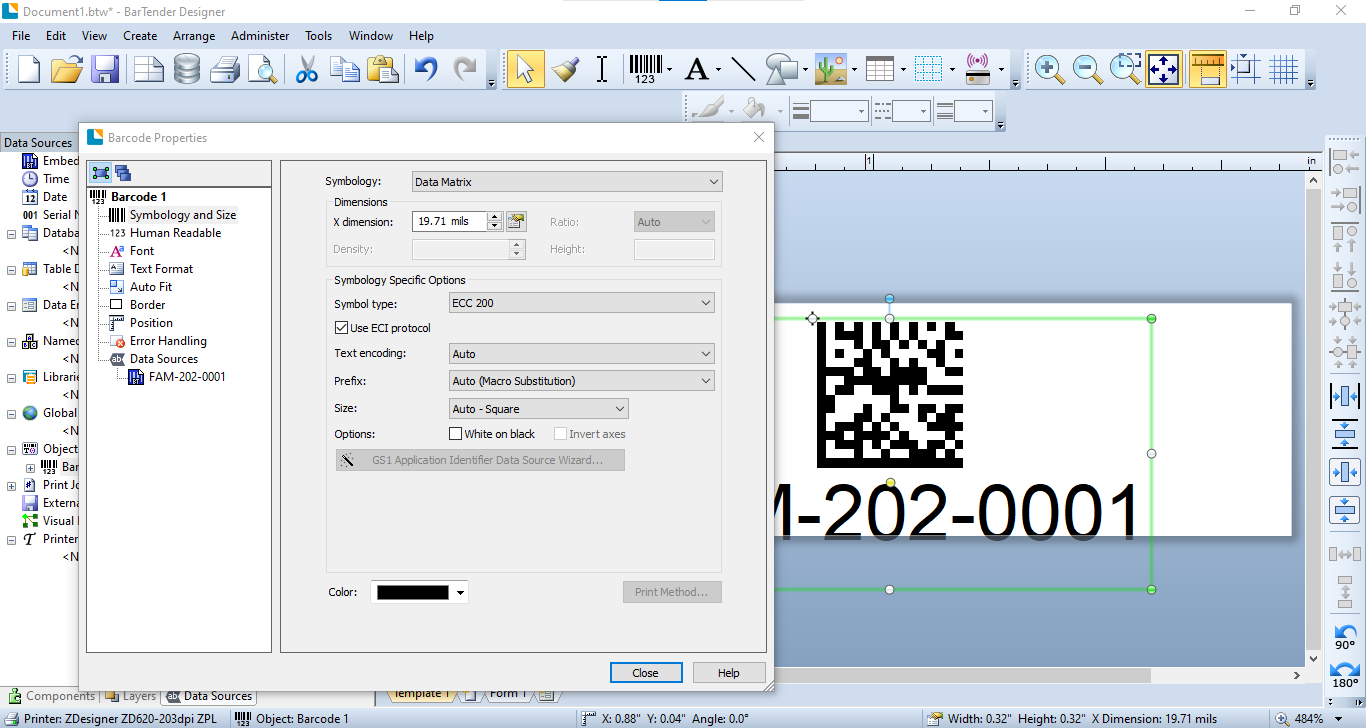 Document1.btw* - BarTender Designer
File Edit View Create Arrange Administer Tools Window Help
123
Data Sources
Barcode Properties
Embed
Time
12 Date
001 Serial N
Databa
<N
Table D
<N
Data En
<N
Named
<N
Librarie
<N
Global
<N
Object
Bar
Print Jo
Externa
Visual
Printer
<N
Barcode 1
Symbology and Size
123 Human Readable
Font
Text Format
Auto Fit
Border
Position
Error Handling
Data Sources
FAM-202-0001
Symbology: Data Matrix
Dimensions
X dimension: 19.71 mils Ratio: Auto
Density: Height:
Symbology Specific Options
Symbol type: ECC 200
Use ECI protocol
Text encoding: Auto
Prefix: Auto (Macro Substitution)
Size: Auto - Square
Options: White on black Invert axes
GS1 Application Identifier Data Source Wizard...
Color: Print Method...
Close Help
1 in
M-202-0001
90°
180°
Components Layers Data Sources Template 1 Form 1
Printer: ZDesigner ZD620-203dpi ZPL Object: Barcode 1 X: 0.88" Y: 0.04" Angle: 0.0° Width: 0.32" Height: 0.32" X Dimension: 19.71 mils 484%